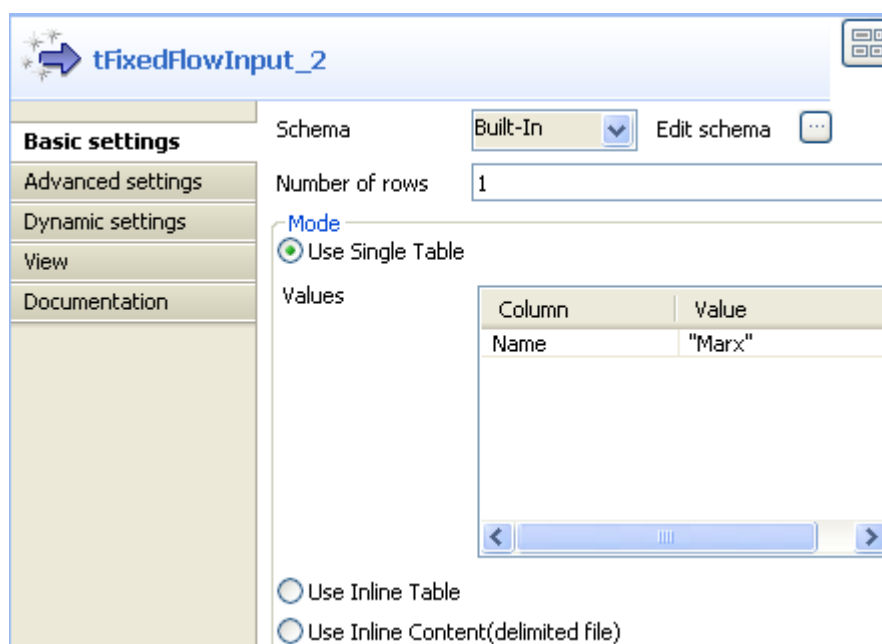 tFixedFlowInput_2
Basic settings
Advanced settings
Dynamic settings
View
Documentation
Schema Built-In Edit schema ...
Number of rows 1
Mode
Use Single Table
Values
Column Value
Name "Marx"
Use Inline Table
Use Inline Content(delimited file)